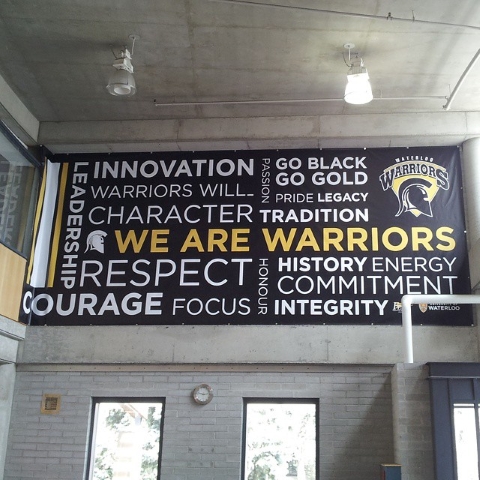 LEADERSHIP
INNOVATION
WARRIORS WILL_
CHARACTER
PASSION
GO BLACK
GO GOLD
PRIDE LEGACY
TRADITION
WATERLOO
WARRIORS
WE ARE WARRIORS
RESPECT
COURAGE FOCUS
HONOUR
HISTORY ENERGY
COMMITMENT
INTEGRITY
WATERLOO